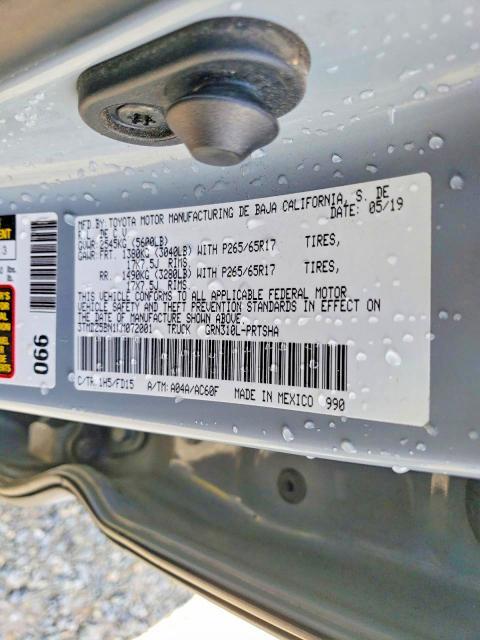 MFD.BY: TOYOTA MOTOR MANUFACTURING DE BAJA CALIFORNIA, S. DE
R.L. DE C.V. DATE: 05/19
GVWR 2545KG (5600LB)
GAWR: FRT. 1380KG (3040LB) WITH P265/65R17 TIRES,
17X7.5J RIMS
RR. 1490KG (3280LB) WITH P265/65R17 TIRES,
17X7.5J RIMS
THIS VEHICLE CONFORMS TO ALL APPLICABLE FEDERAL MOTOR
VEHICLE SAFETY AND THEFT PREVENTION STANDARDS IN EFFECT ON
THE DATE OF MANUFACTURE SHOWN ABOVE.
TRUCK GRN310L-PRTSHA
C/TR: 1H5/FD15 A/TM: A04A/AC60F MADE IN MEXICO 990
990